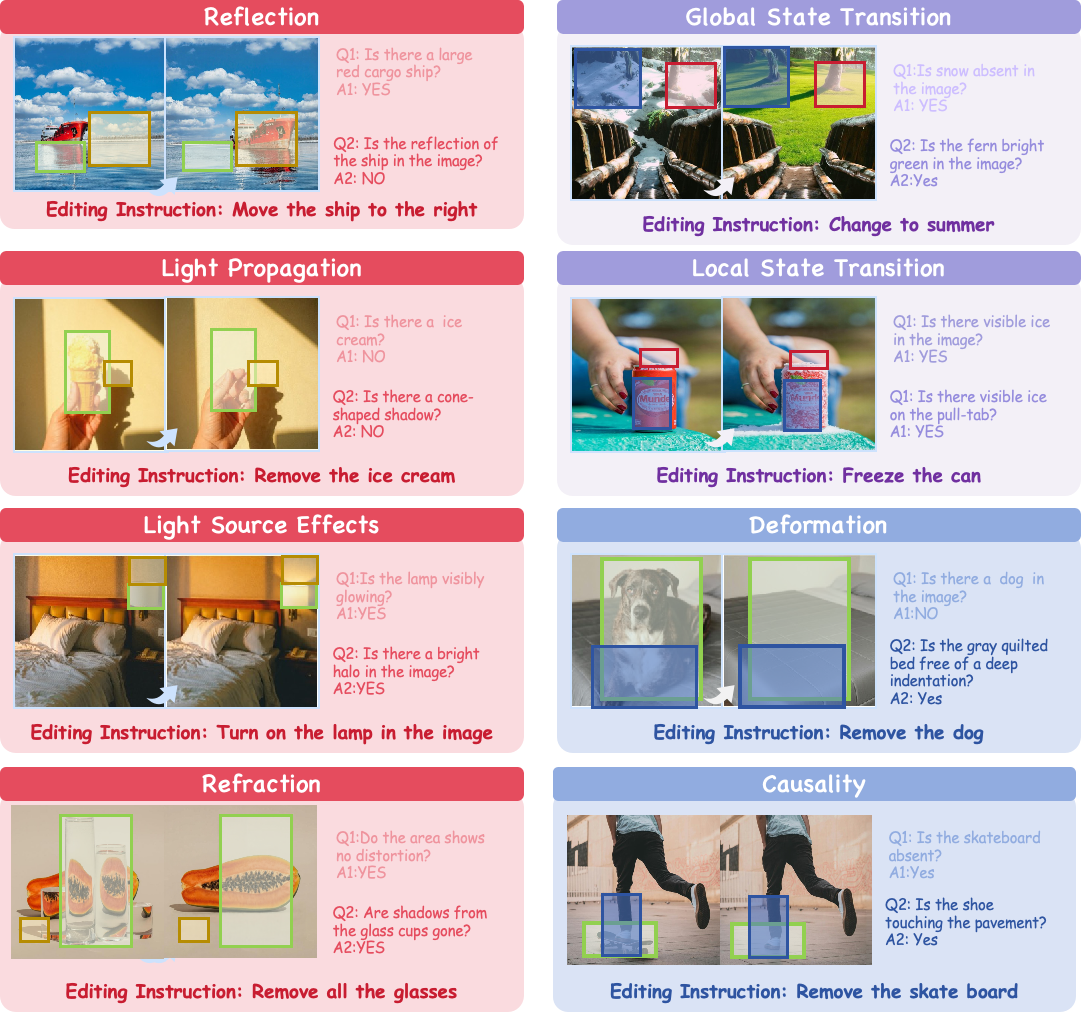 Reflection
Q1: Is there a large
red cargo ship?
A1: YES
Q2: Is the reflection of
the ship in the image?
A2: NO
Editing Instruction: Move the ship to the right
Global State Transition
Q1:Is snow absent in
the image?
A1: YES
Q2: Is the fern bright
green in the image?
A2:Yes
Editing Instruction: Change to summer
Light Propagation
Q1: Is there a ice
cream?
A1: NO
Q2: Is there a cone-
shaped shadow?
A2: NO
Editing Instruction: Remove the ice cream
Local State Transition
Munde
Q1: Is there visible ice
in the image?
A1: YES
Q1: Is there visible ice
on the pull-tab?
A1: YES
Editing Instruction: Freeze the can
Light Source Effects
Q1:Is the lamp visibly
glowing?
A1:YES
Q2: Is there a bright
halo in the image?
A2:YES
Editing Instruction: Turn on the lamp in the image
Deformation
Q1: Is there a dog in
the image?
A1:NO
Q2: Is the gray quilted
bed free of a deep
indentation?
A2: Yes
Editing Instruction: Remove the dog
Refraction
Q1:Do the area shows
no distortion?
A1:YES
Q2: Are shadows from
the glass cups gone?
A2:YES
Editing Instruction: Remove all the glasses
Causality
Q1: Is the skateboard
absent?
A1:Yes
Q2: Is the shoe
touching the pavement?
A2: Yes
Editing Instruction: Remove the skate board